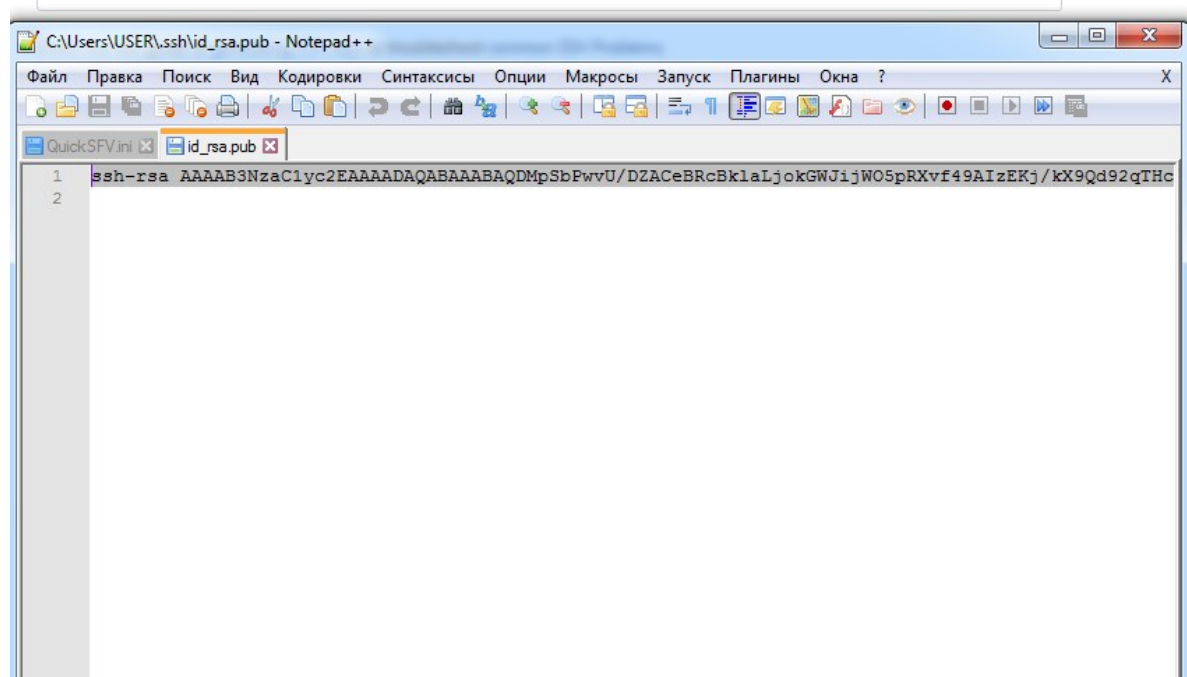 C:\Users\USER\.ssh\id_rsa.pub - Notepad++
Файл Правка Поиск Вид Кодировки Синтаксисы Опции Макросы Запуск Плагины Окна ? X
QuickSFV.ini id_rsa.pub
1 ssh-rsa AAAAB3NzaC1yc2EAAAADAQABAAABAQDMpSbPwvU/DZACeBRcBklaLjokGWJijWO5pRXvf49AIzEKj/kX9Qd92qTHc
2